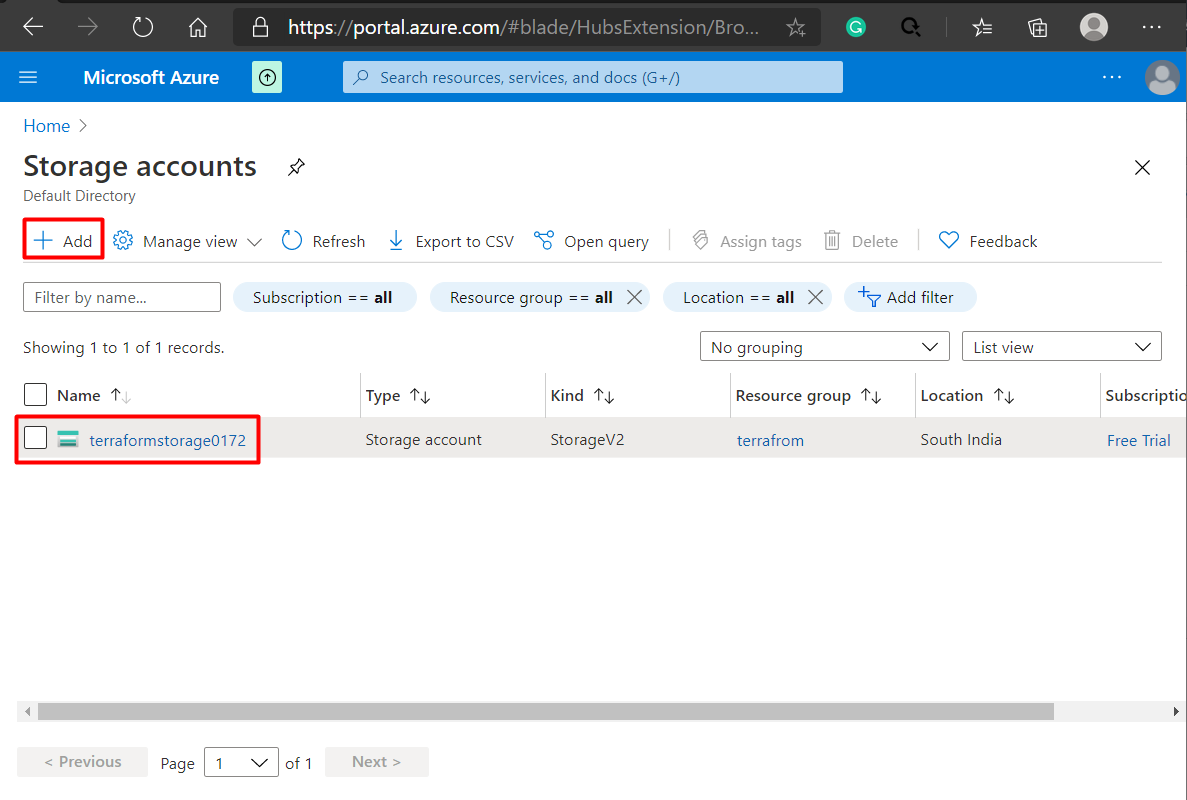 https://portal.azure.com/#blade/HubsExtension/Bro...
G
Microsoft Azure
Search resources, services, and docs (G+/)
Home
Storage accounts
Default Directory
Add Manage view Refresh Export to CSV Open query Assign tags Delete Feedback
Filter by name... Subscription == all Resource group == all Location == all Add filter
Showing 1 to 1 of 1 records. No grouping List view
Name Type Kind Resource group Location Subscriptio
terraformstorage0172 Storage account StorageV2 terrafrom South India Free Trial
< Previous Page 1 of 1 Next >